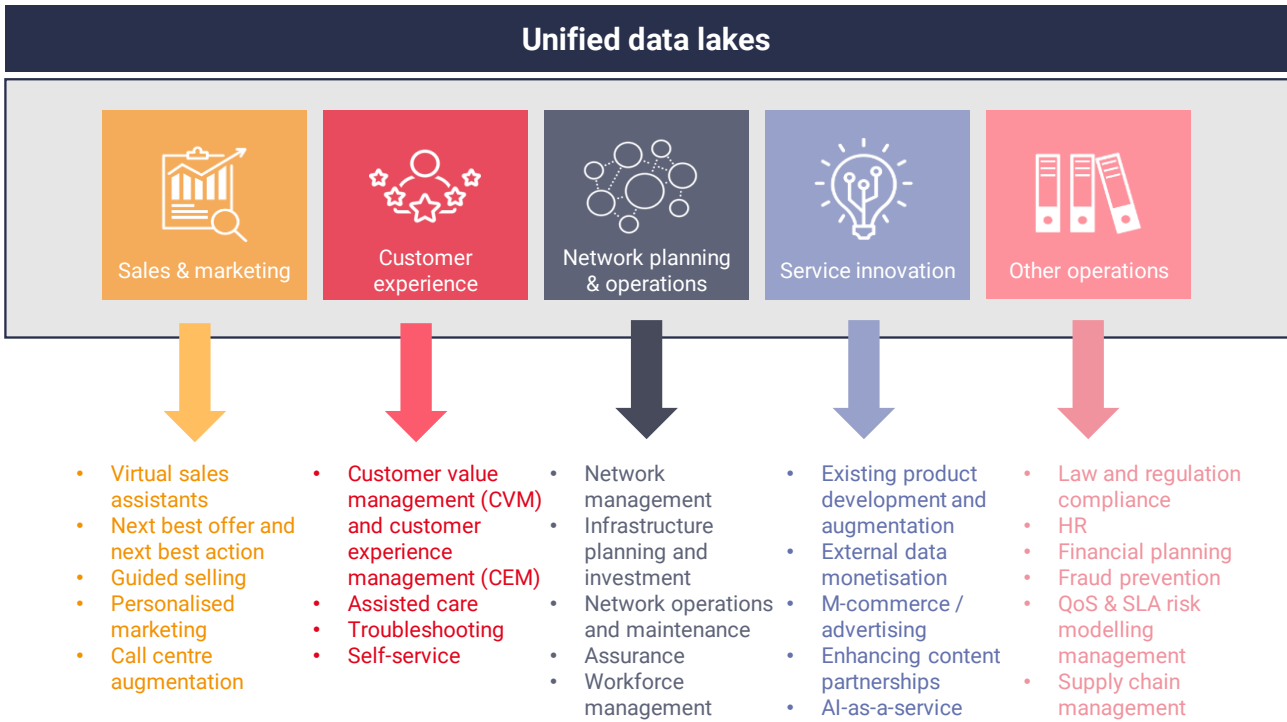 Unified data lakes
Sales & marketing
Customer
experience
Network planning
& operations
Service innovation
Other operations
• Virtual sales
assistants
• Next best offer and
next best action
• Guided selling
• Personalised
marketing
• Call centre
augmentation
• Customer value
management (CVM)
and customer
experience
management (CEM)
• Assisted care
• Troubleshooting
• Self-service
• Network
management
• Infrastructure
planning and
investment
• Network operations
and maintenance
• Assurance
• Workforce
management
• Existing product
development and
augmentation
• External data
monetisation
• M-commerce /
advertising
• Enhancing content
partnerships
• AI-as-a-service
• Law and regulation
compliance
• HR
• Financial planning
• Fraud prevention
• QoS & SLA risk
modelling
management
• Supply chain
management